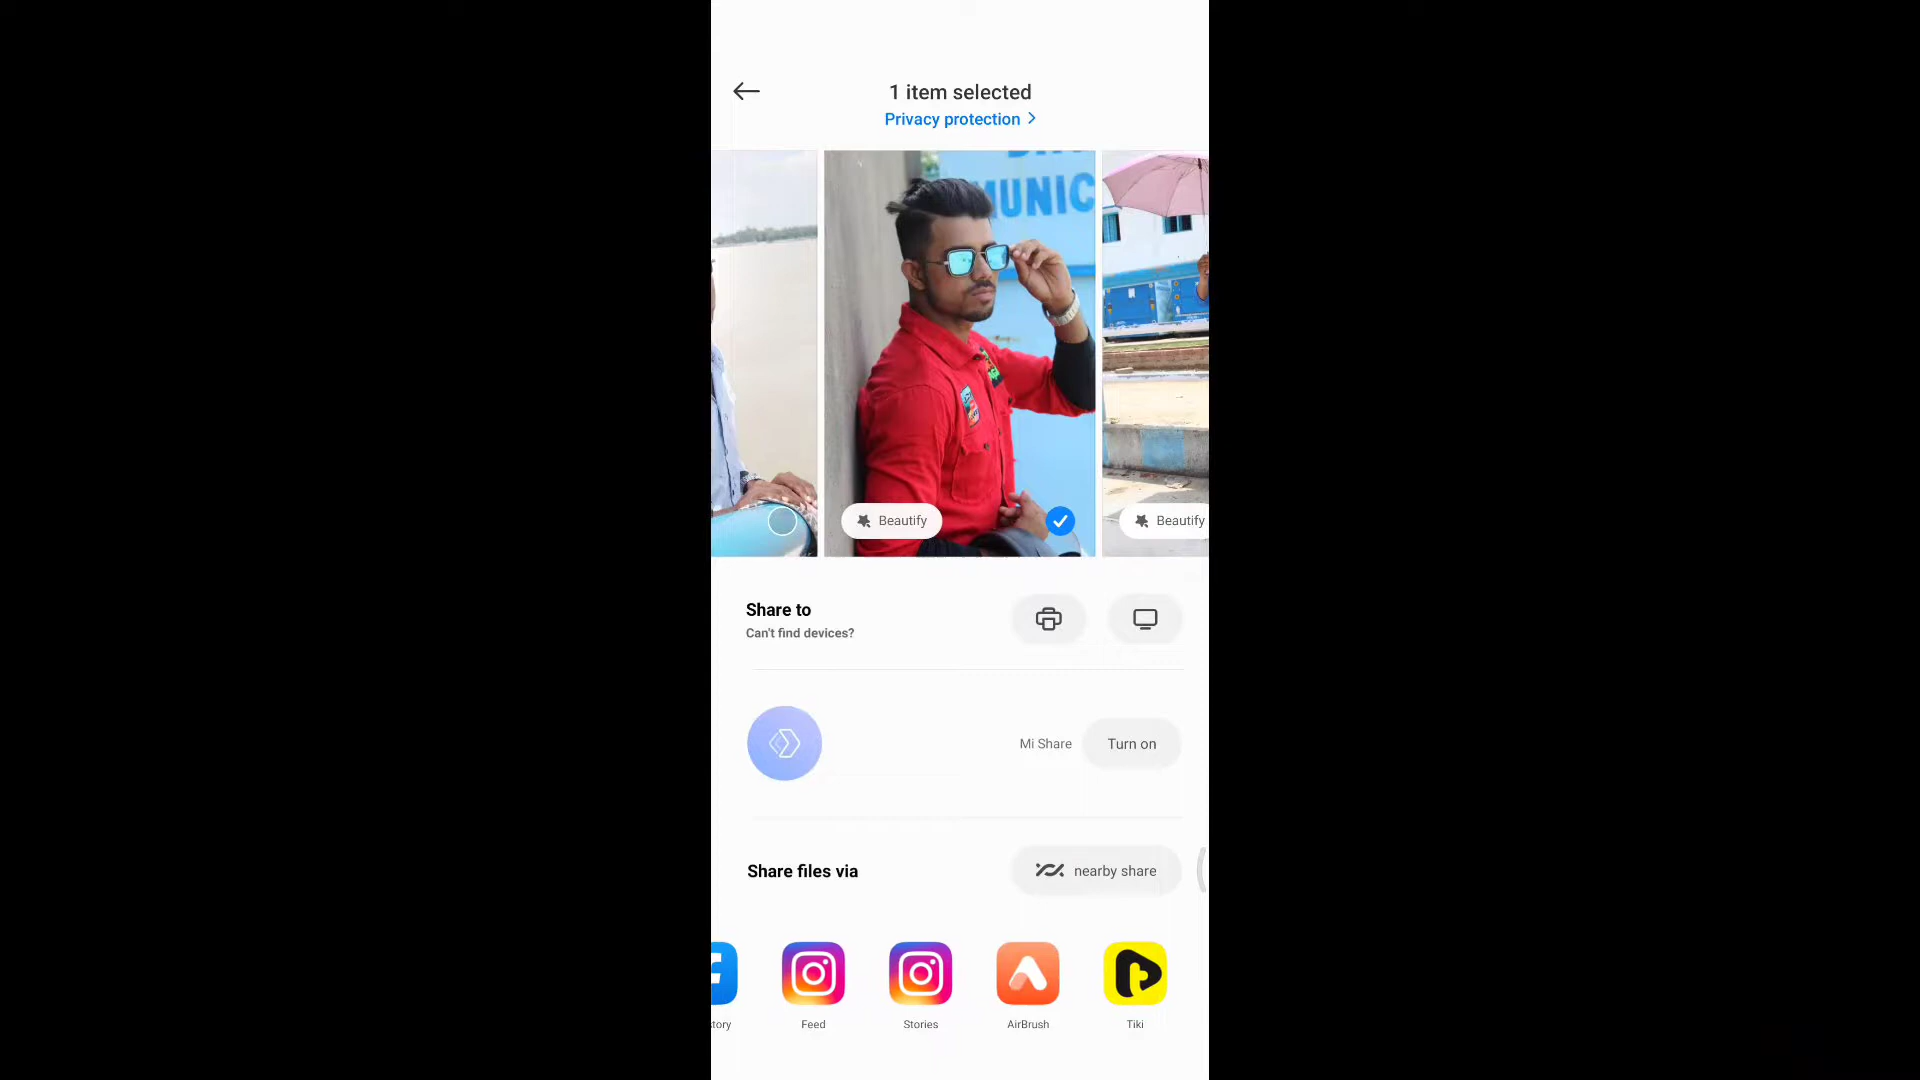 1 item selected
Privacy protection
MUNIC
Beautify
Beautify
Share to
Can't find devices?
Mi Share
Turn on
Share files via
nearby share
tory
Feed
Stories
AirBrush
Tiki